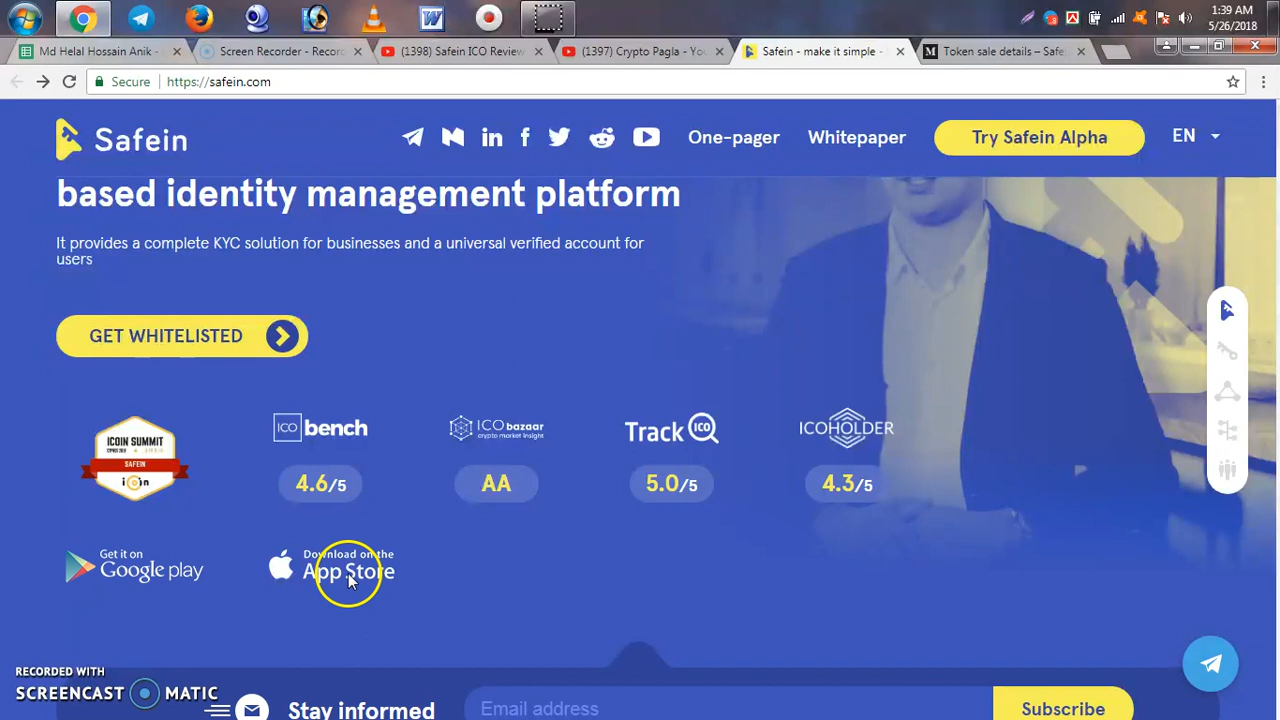 1:39 AM
5/26/2018
Md Helal Hossain Anik -
Screen Recorder - Recor
(1398) Safein ICO Review
(1397) Crypto Pagla - Yo
Safein - make it simple -
Token sale details – Safe
Secure
https://safein.com
Safein
One-pager
Whitepaper
Try Safein Alpha
EN
based identity management platform
It provides a complete KYC solution for businesses and a universal verified account for
users
GET WHITELISTED
ICOIN SUMMIT
SAFEIN
ICO bench
ICO bazaar
crypto market insight
Track ICO
ICOHOLDER
4.6/5
AA
5.0/5
4.3/5
Get it on
Google play
Download on the
App Store
RECORDED WITH
SCREENCAST MATIC
Stay informed
Email address
Subscribe